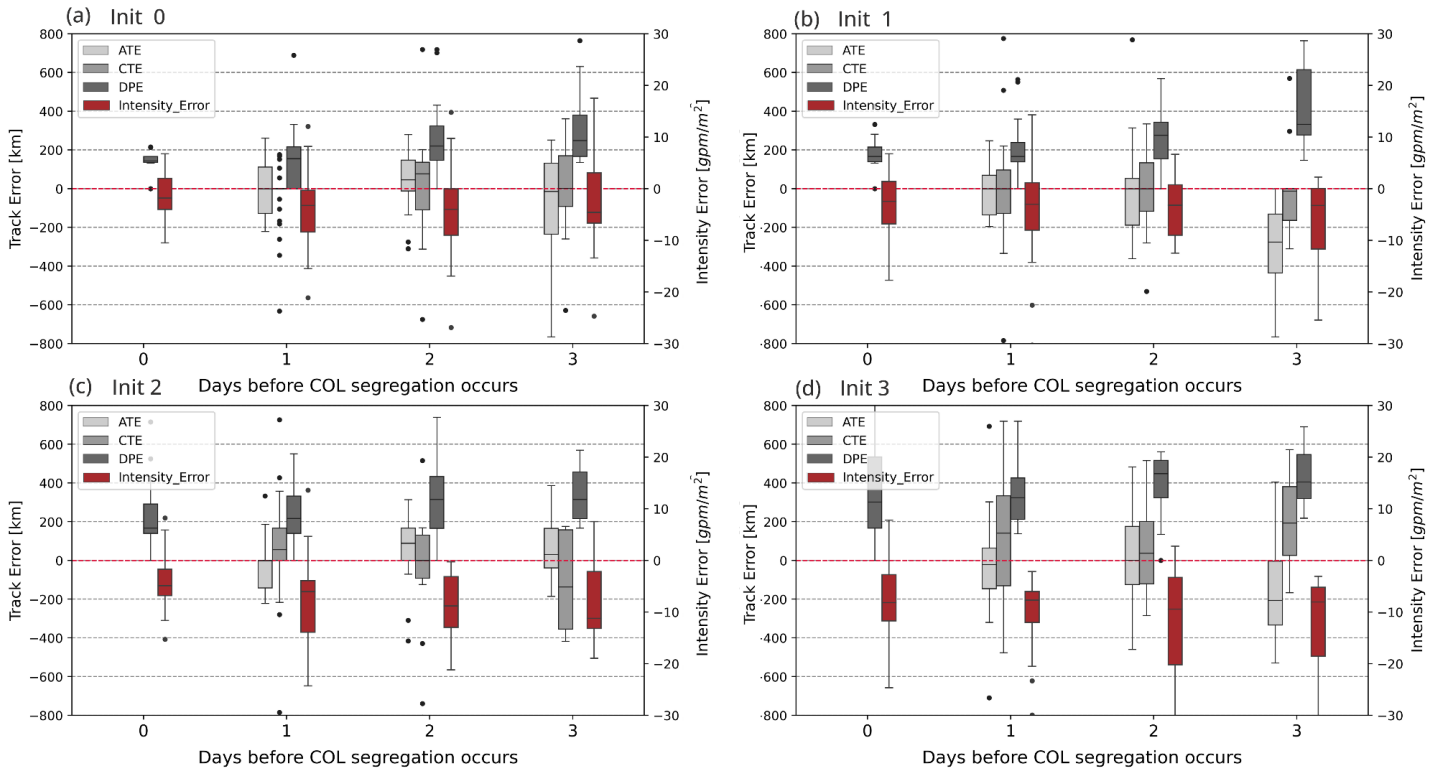 (a) Init 0
800
600
400
200
0
−200
−400
−600
−800
Track Error [km]
ATE
CTE
DPE
Intensity_Error
30
20
10
0
−10
−20
−30
Intensity Error [gpm/m²]
0 1 2 3
Days before COL segregation occurs
(b) Init 1
800
600
400
200
0
−200
−400
·600
·800
Track Error [km]
ATE
CTE
DPE
Intensity_Error
30
20
10
0
−10
−20
−30
Intensity Error [gpm/m²]
0 1 2 3
Days before COL segregation occurs
(c) Init 2
800
600
400
200
0
−200
−400
−600
−800
Track Error [km]
ATE
CTE
DPE
Intensity_Error
30
20
10
0
−10
−20
−30
Intensity Error [gpm/m²]
0 1 2 3
Days before COL segregation occurs
(d) Init 3
800
600
400
200
0
−200
−400
·600
·800
Track Error [km]
ATE
CTE
DPE
Intensity_Error
30
20
10
0
−10
−20
−30
Intensity Error [gpm/m²]
0 1 2 3
Days before COL segregation occurs